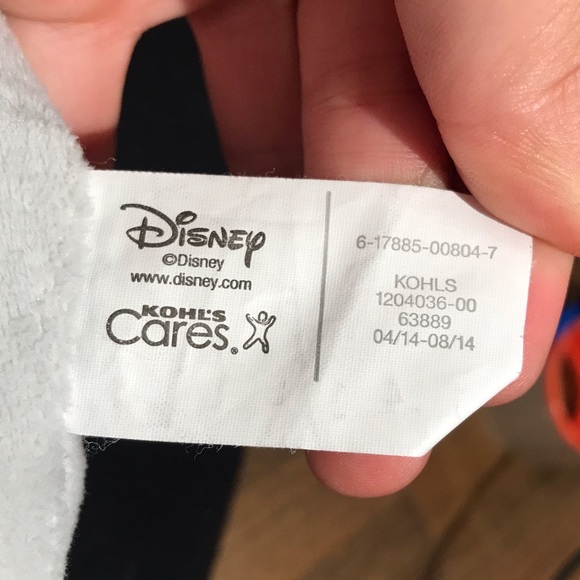 Disney
©Disney
www.disney.com
KOHL'S
Cares®
6-17885-00804-7
KOHLS
1204036-00
63889
04/14-08/14